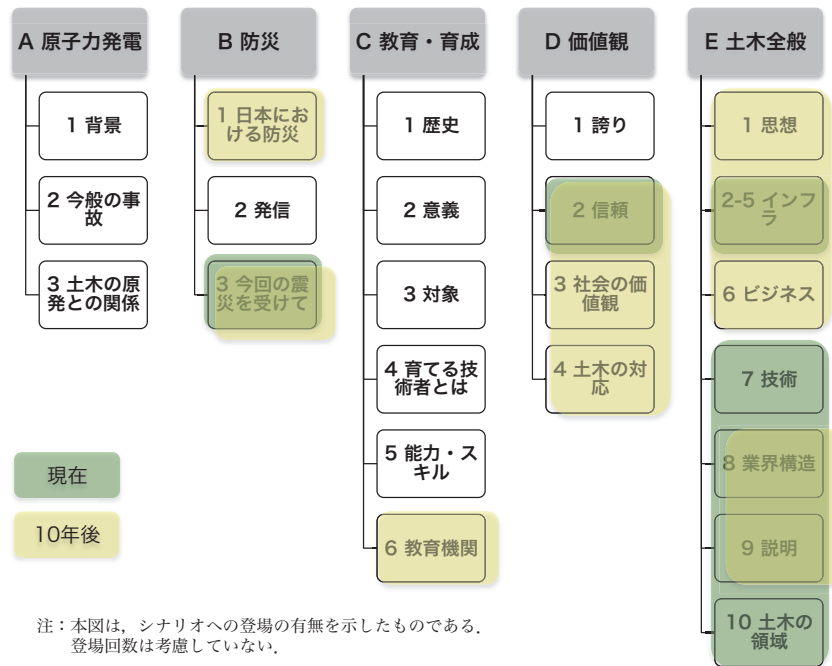 A 原子力発電
1 背景
2 今般の事
故
3 土木の原
発との関係
B 防災
1 日本にお
ける防災
2 発信
3 今回の震
災を受けて
C 教育・育成
1 歴史
2 意義
3 対象
4 育てる技
術者とは
5 能力・ス
キル
6 教育機関
D 価値観
1 誇り
2 信頼
3 社会の価
値観
4 土木の対
応
E 土木全般
1 思想
2-5 インフ
ラ
6 ビジネス
7 技術
8 業界構造
9 説明
10 土木の
領域
現在
10年後
注：本図は，シナリオへの登場の有無を示したものである．
登場回数は考慮していない．